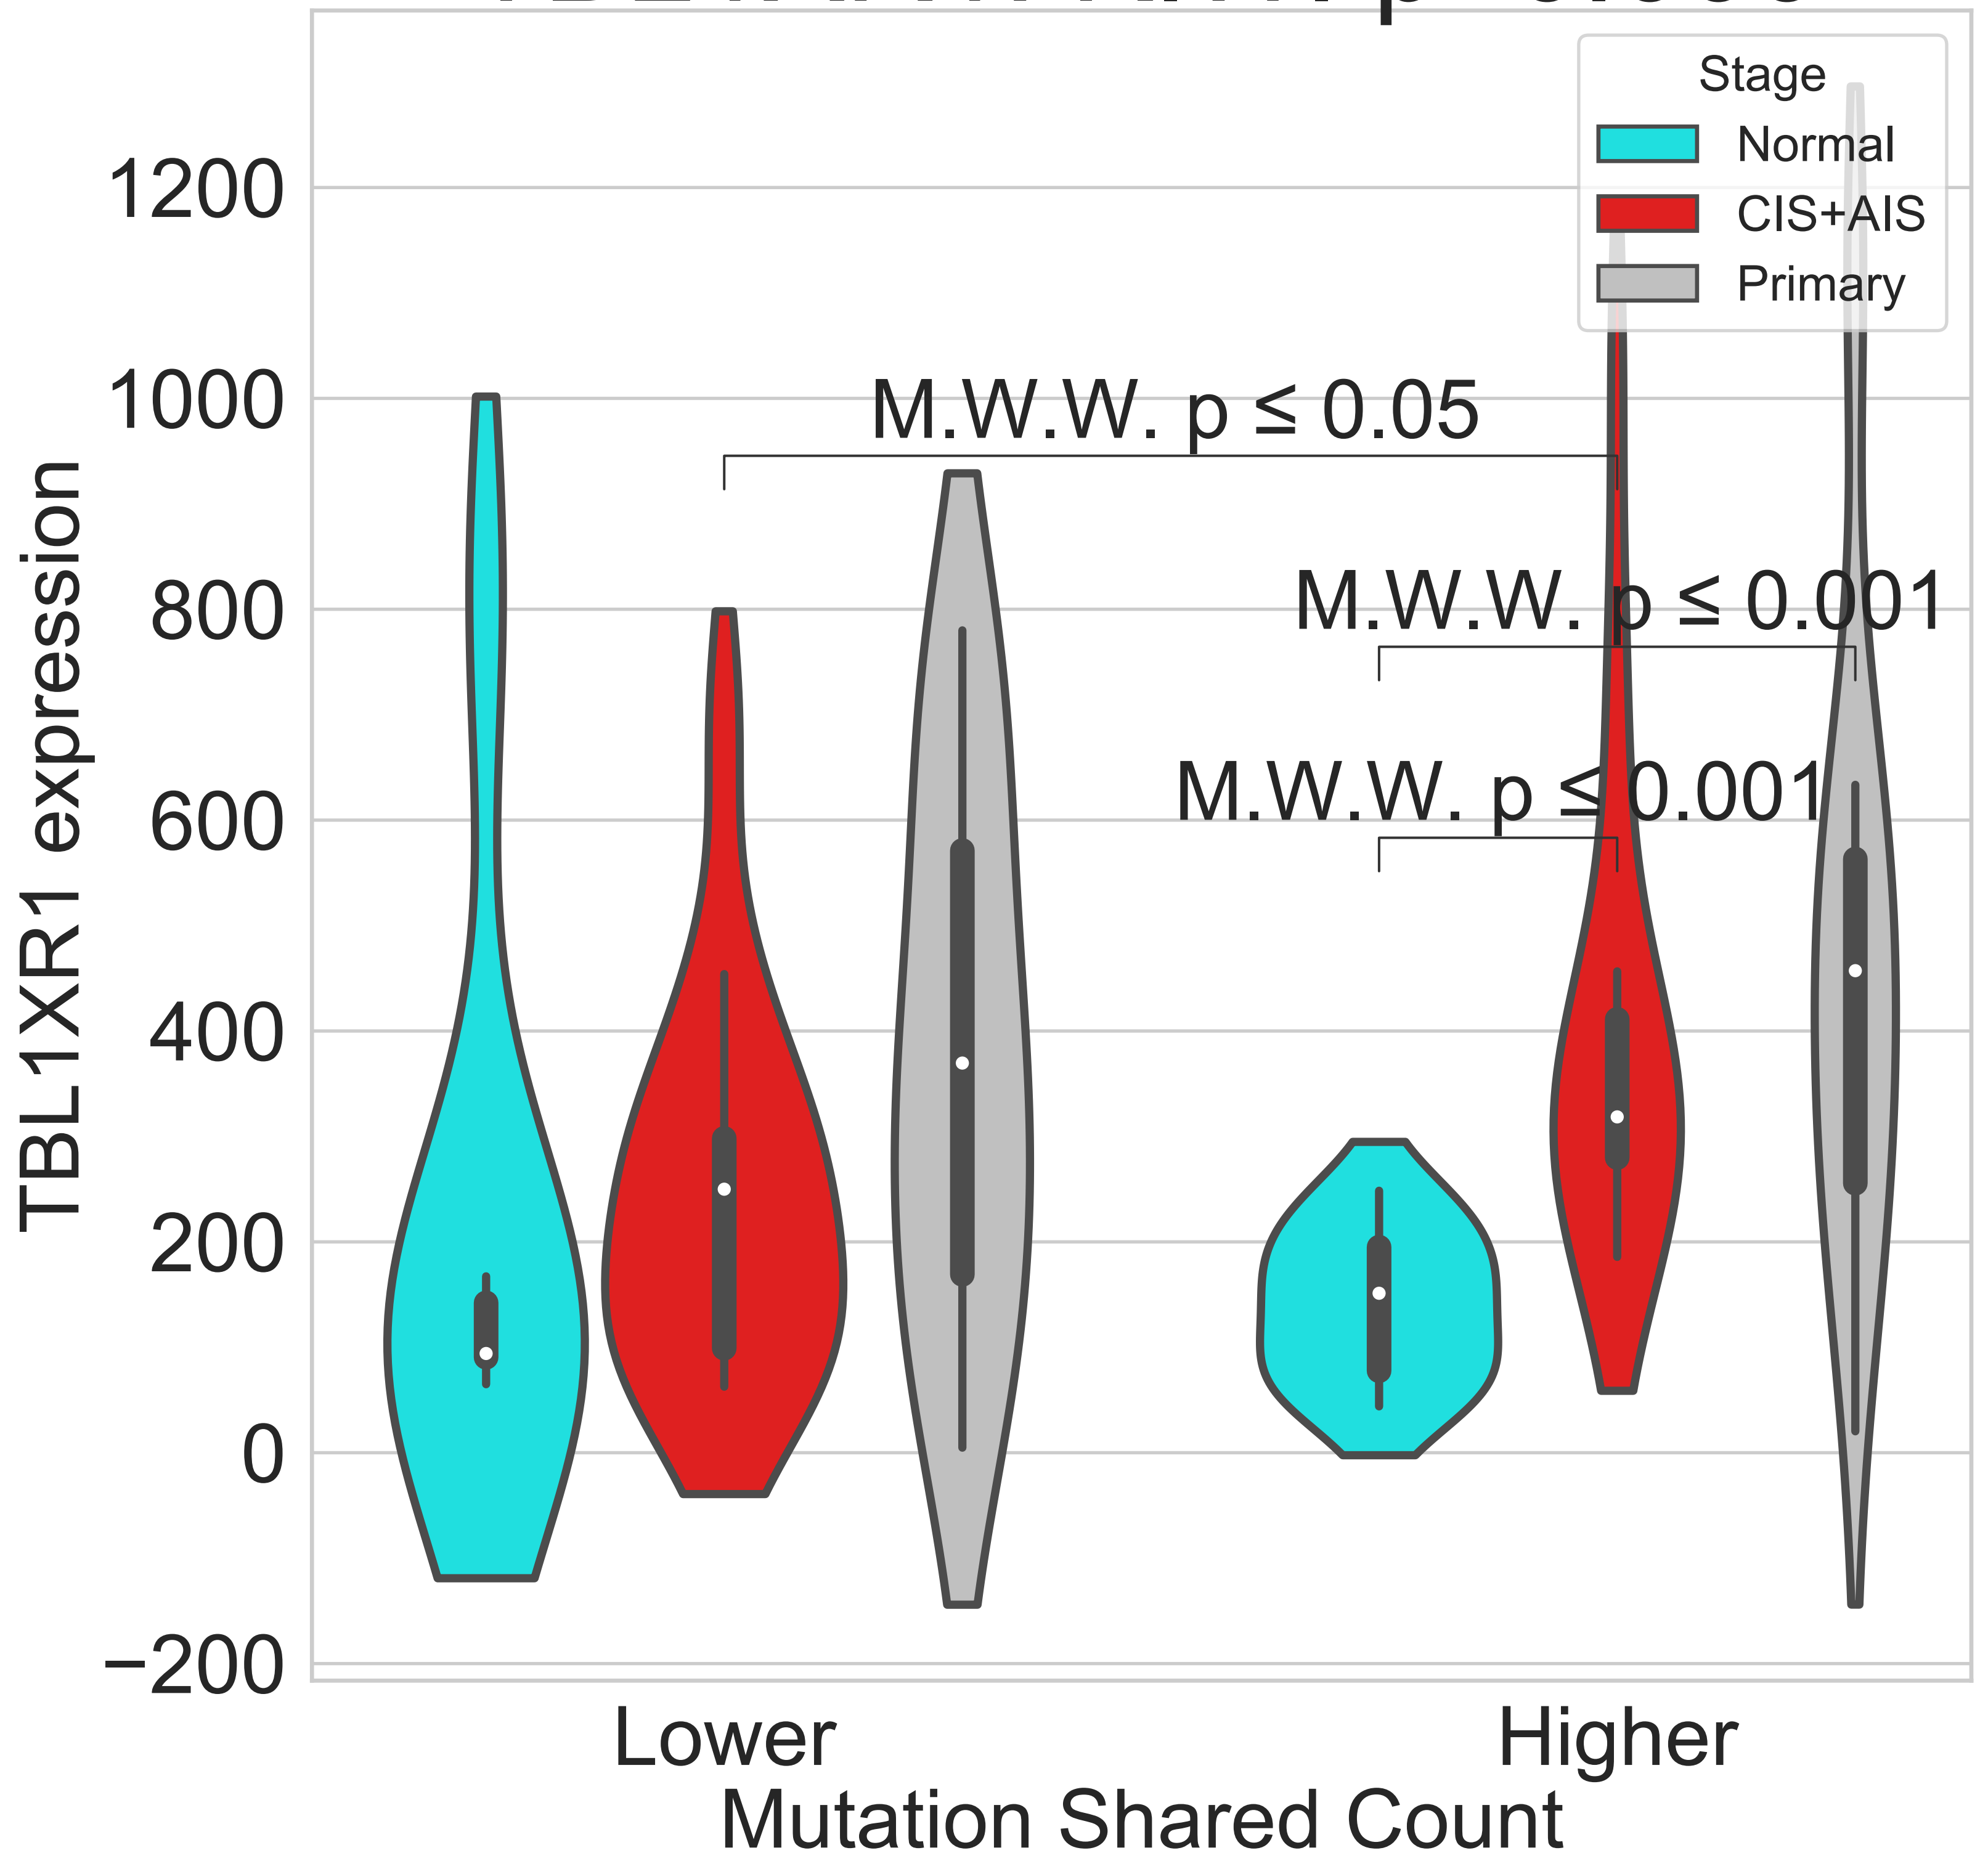 Stage
Normal
CIS+AIS
Primary
1200
1000
800
600
400
200
0
−200
TBL1XR1 expression
M.W.W. p ≤ 0.05
M.W.W. p ≤ 0.001
M.W.W. p ≤ 0.001
Lower
Higher
Mutation Shared Count